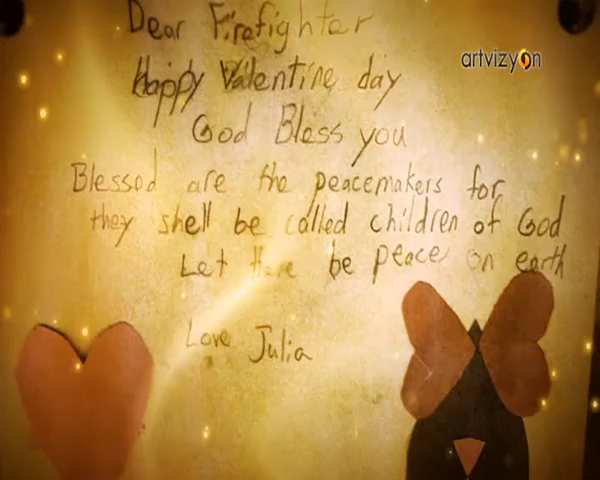 Dear Firefighter
artvizyon
Happy Valentine day
God Bless you
Blessod are the peacemakers for
they shell be called children of God
Let there be peace on earth
Love Julia